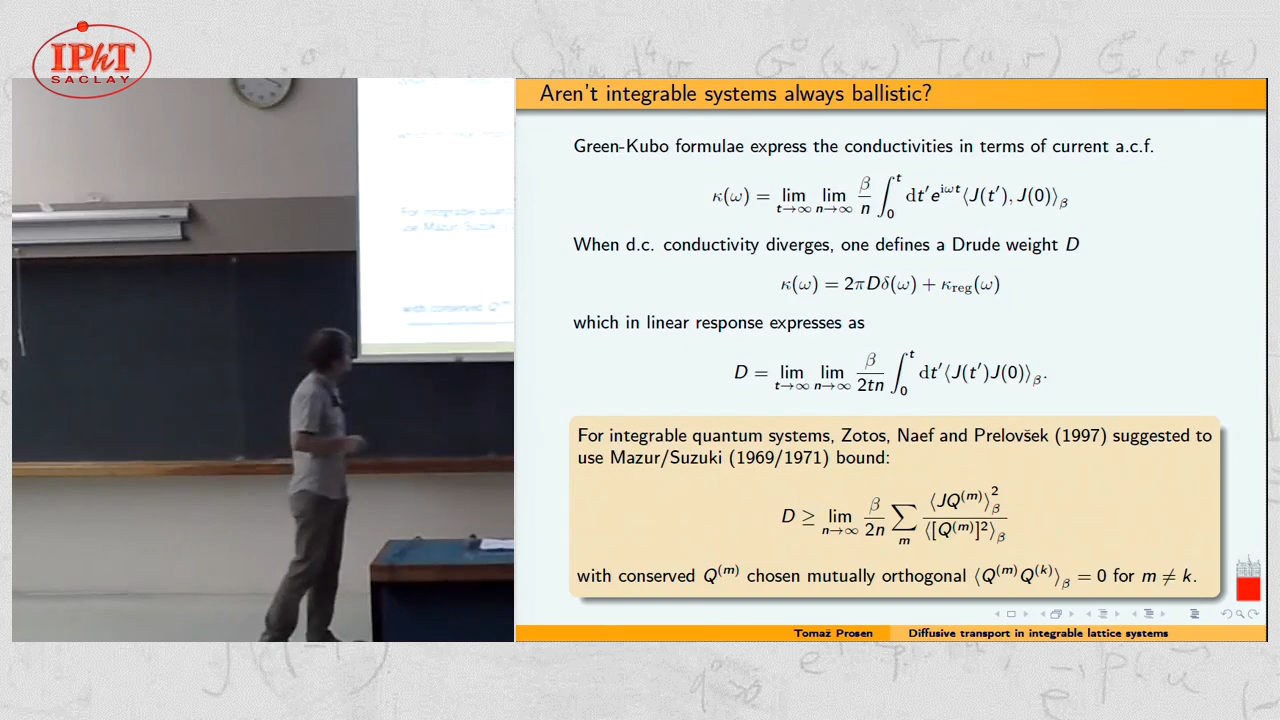 IPhT
SACLAY
Aren't integrable systems always ballistic?
Green-Kubo formulae express the conductivities in terms of current a.c.f.
κ(ω) = lim_{t→∞} lim_{n→∞} β/n ∫_0^t dt′e^{iωt}⟨J(t′), J(0)⟩_β
When d.c. conductivity diverges, one defines a Drude weight D
κ(ω) = 2πDδ(ω) + κ_reg(ω)
which in linear response expresses as
D = lim_{t→∞} lim_{n→∞} β/2tn ∫_0^t dt′⟨J(t′)J(0)⟩_β.
For integrable quantum systems, Zotos, Naef and Prelovšek (1997) suggested to
use Mazur/Suzuki (1969/1971) bound:
D ≥ lim_{n→∞} β/2n ∑_m ⟨JQ^{(m)}⟩²_β / ⟨[Q^{(m)}]²⟩_β
with conserved Q^{(m)} chosen mutually orthogonal ⟨Q^{(m)}Q^{(k)}⟩_β = 0 for m ≠ k.
Tomaž Prosen Diffusive transport in integrable lattice systems